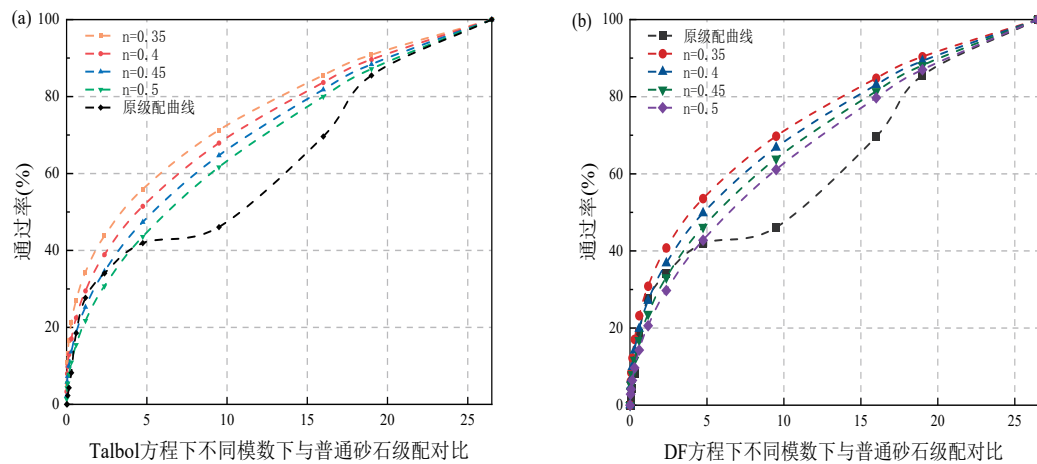 (a)
n=0.35
n=0.4
n=0.45
n=0.5
原级配曲线
通过率(%)
100
80
60
40
20
0
0 5 10 15 20 25
Talbol方程下不同模数下与普通砂石级配对比
(b)
原级配曲线
n=0.35
n=0.4
n=0.45
n=0.5
通过率(%)
100
80
60
40
20
0
0 5 10 15 20 25
DF方程下不同模数下与普通砂石级配对比